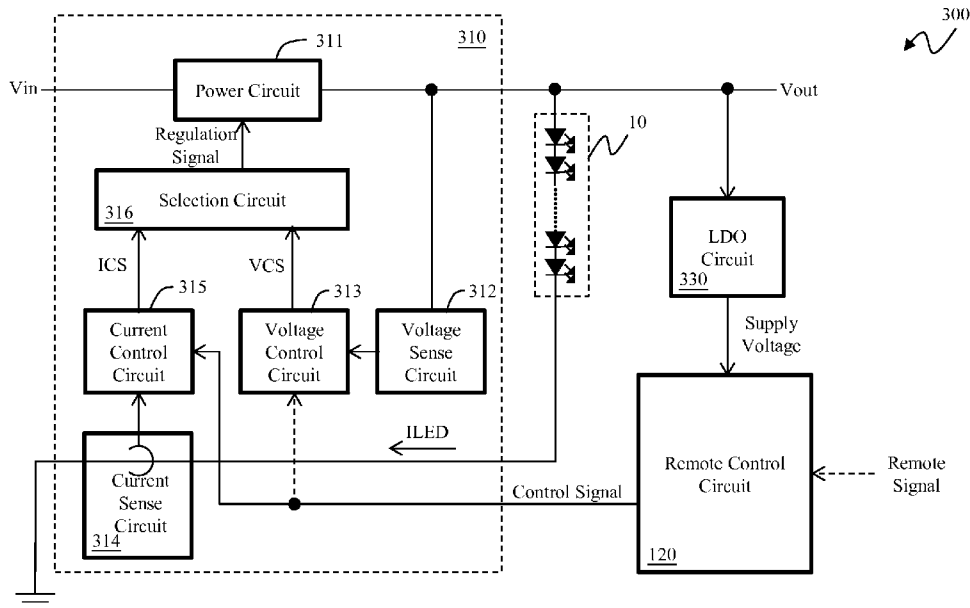 300
310
311
Vin
Power Circuit
Vout
10
Regulation
Signal
Selection Circuit
316
LDO
Circuit
330
ICS
VCS
315
313
312
Current
Control
Circuit
Voltage
Control
Circuit
Voltage
Sense
Circuit
Supply
Voltage
ILED
Current
Sense
Circuit
314
Control Signal
Remote Control
Circuit
120
Remote
Signal